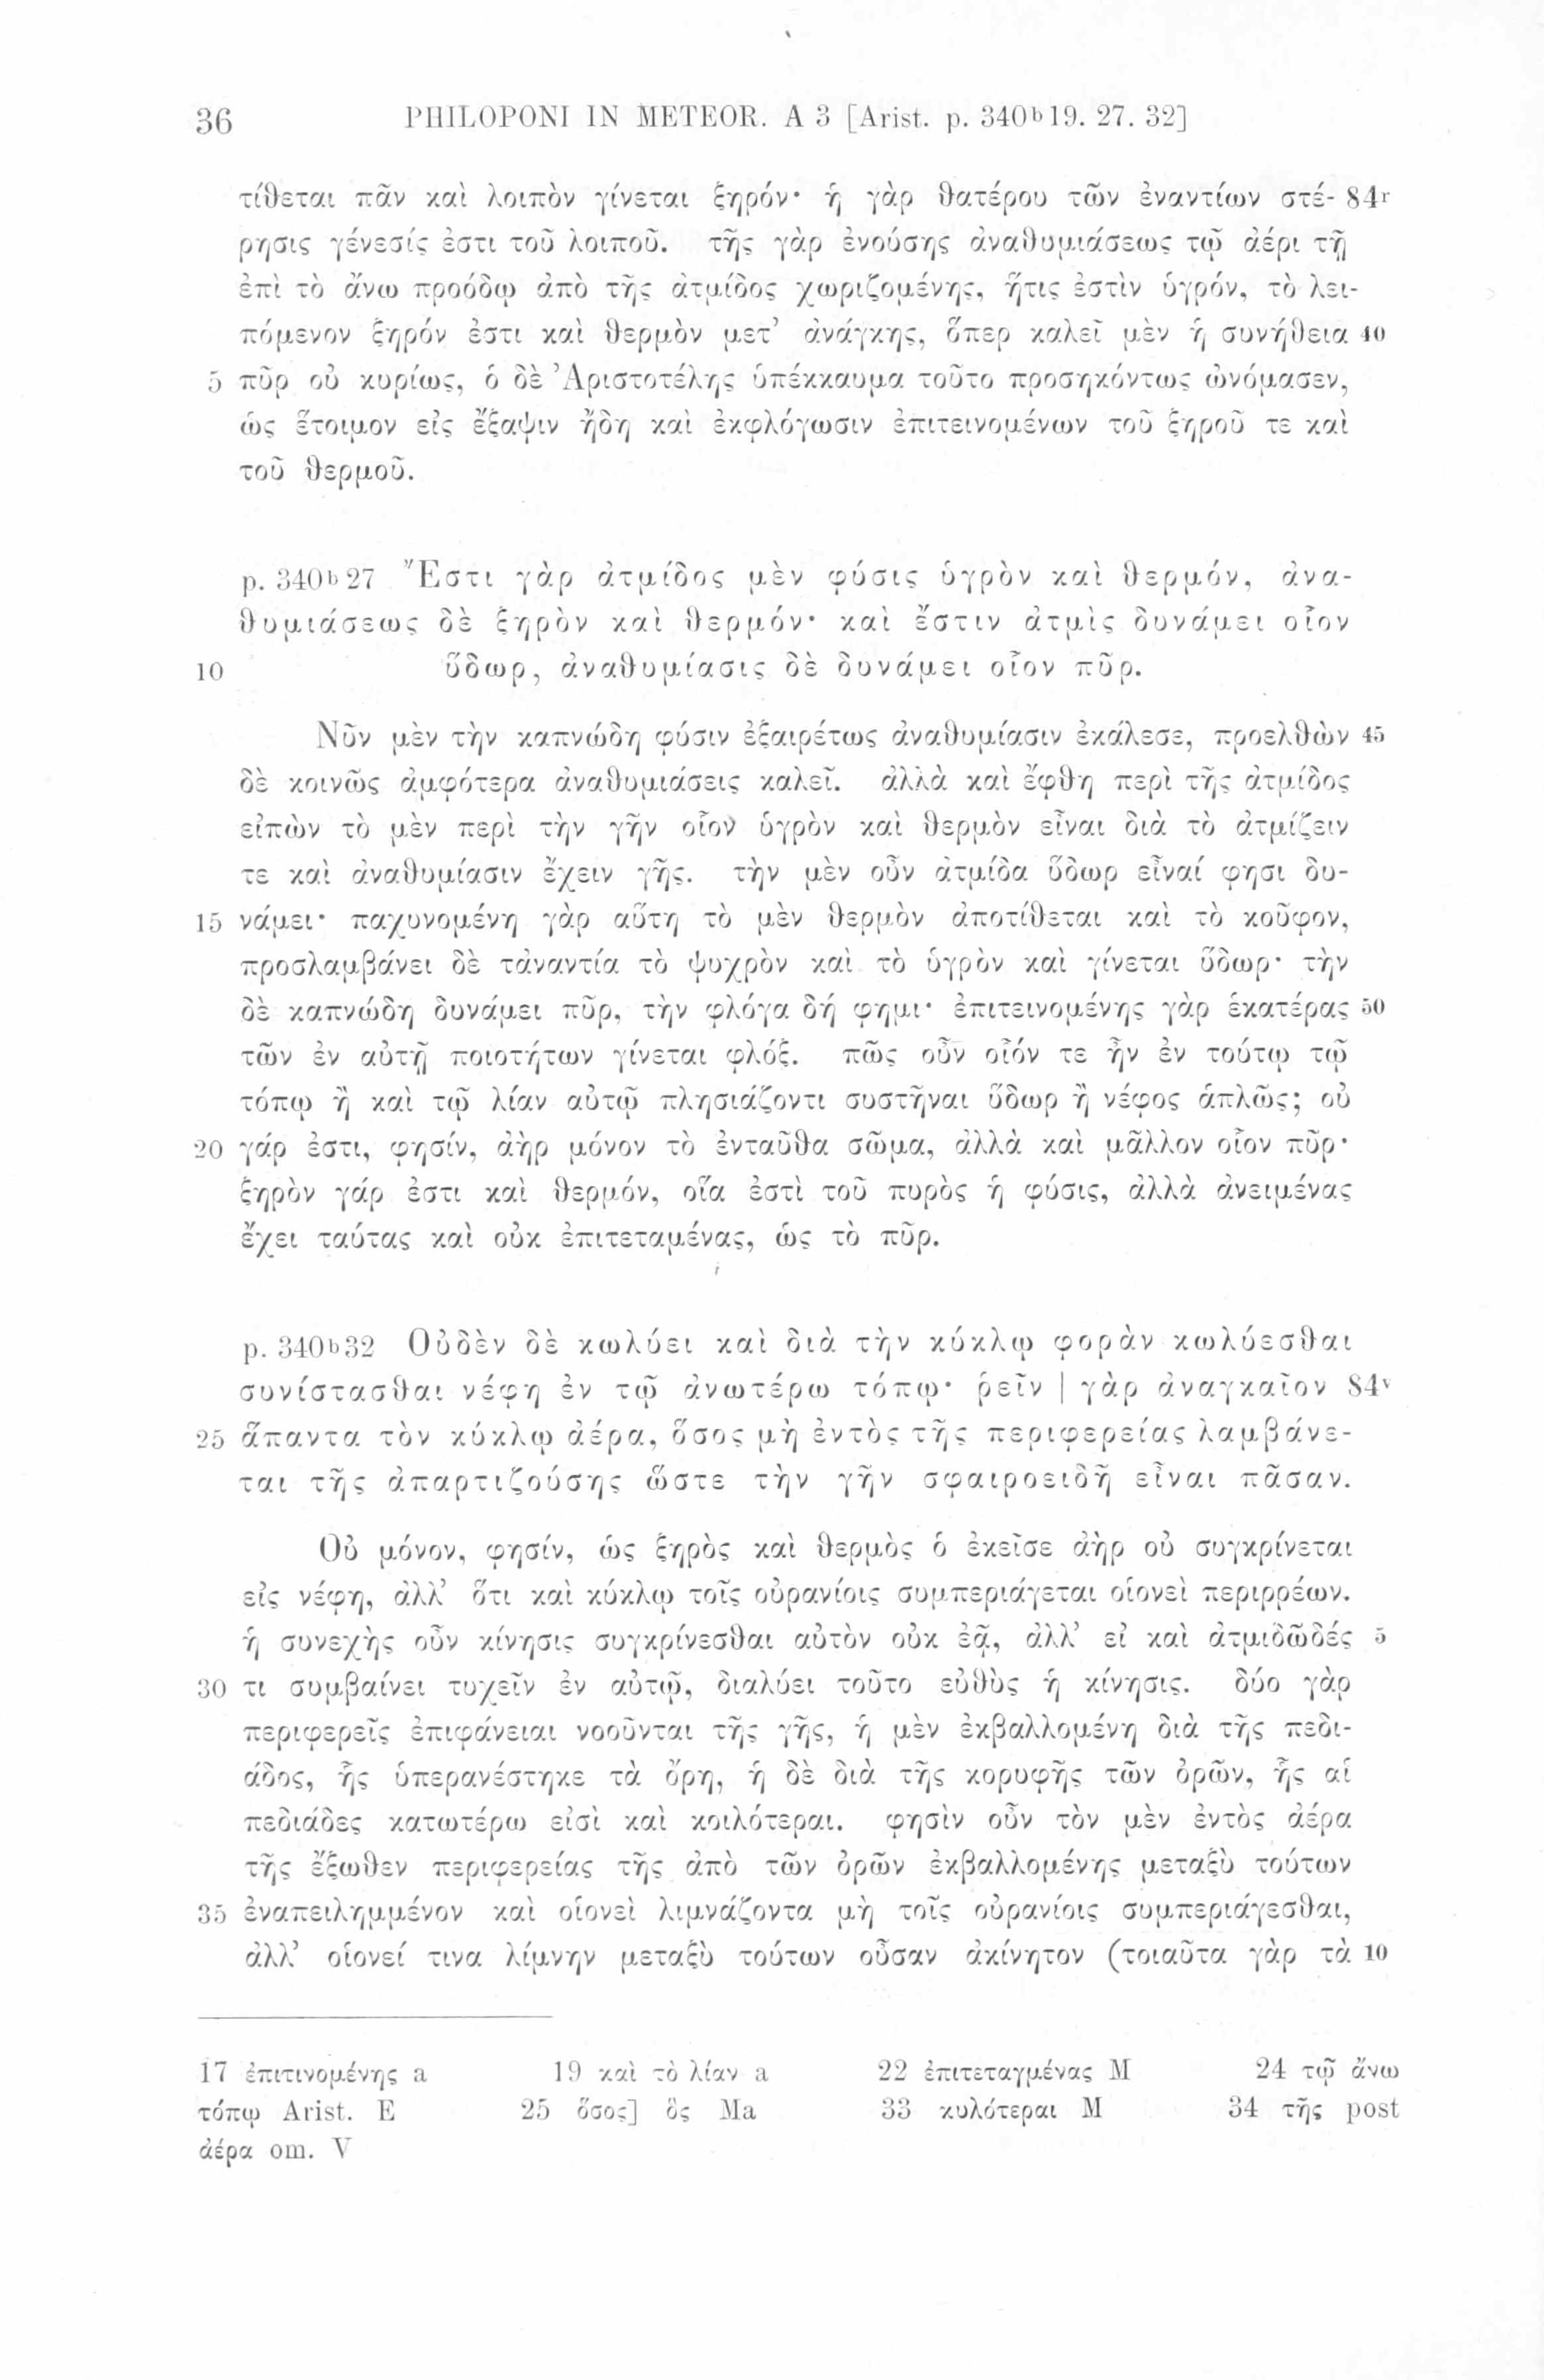 36 PHILOPONI IN METEOR. A 3 [Arist. p. 340b19. 27. 32]
τίθεται πᾶν καὶ λοιπὸν γίνεται ξηρόν· ἡ γὰρ θατέρου τῶν ἐναντίων στέ- 84r
ρησις γένεσίς ἐστι τοῦ λοιποῦ. τῆς γὰρ ἐνούσης ἀναθυμιάσεως τῷ ἀέρι τῇ
ἐπὶ τὸ ἄνω προόδῳ ἀπὸ τῆς ἀτμίδος χωριζομένης, ἥτις ἐστὶν ὑγρόν, τὸ λει-
πόμενον ξηρόν ἐστι καὶ θερμὸν μετ’ ἀνάγκης, ὅπερ καλεῖ μὲν ἡ συνήθεια 40
5 πῦρ οὐ κυρίως, ὁ δὲ Ἀριστοτέλης ὑπέκκαυμα τοῦτο προσηκόντως ὠνόμασεν,
ὡς ἕτοιμον εἰς ἔξαψιν ἤδη καὶ ἐκφλόγωσιν ἐπιτεινομένων τοῦ ξηροῦ τε καὶ
τοῦ θερμοῦ.
p. 340b27 Ἔστι γὰρ ἀτμίδος μὲν φύσις ὑγρὸν καὶ θερμόν, ἀνα-
θυμιάσεως δὲ ξηρὸν καὶ θερμόν· καὶ ἔστιν ἀτμὶς δυνάμει οἷον
10 ὕδωρ, ἀναθυμίασις δὲ δυνάμει οἷον πῦρ.
Νῦν μὲν τὴν καπνώδη φύσιν ἐξαιρέτως ἀναθυμίασιν ἐκάλεσε, προελθὼν 45
δὲ κοινῶς ἀμφότερα ἀναθυμιάσεις καλεῖ. ἀλλὰ καὶ ἔφθη περὶ τῆς ἀτμίδος
εἰπὼν τὸ μὲν περὶ τὴν γῆν οἷον ὑγρὸν καὶ θερμὸν εἶναι διὰ τὸ ἀτμίζειν
τε καὶ ἀναθυμίασιν ἔχειν γῆς. τὴν μὲν οὖν ἀτμίδα ὕδωρ εἶναί φησι δυ-
15 νάμει· παχυνομένη γὰρ αὕτη τὸ μὲν θερμὸν ἀποτίθεται καὶ τὸ κοῦφον,
προσλαμβάνει δὲ τἀναντία τὸ ψυχρὸν καὶ τὸ ὑγρὸν καὶ γίνεται ὕδωρ· τὴν
δὲ καπνώδη δυνάμει πῦρ, τὴν φλόγα δή φημι· ἐπιτεινομένης γὰρ ἑκατέρας 50
τῶν ἐν αὐτῇ ποιοτήτων γίνεται φλόξ. πῶς οὖν οἷόν τε ἦν ἐν τούτῳ τῷ
τόπῳ ἢ καὶ τῷ λίαν αὐτῷ πλησιάζοντι συστῆναι ὕδωρ ἢ νέφος ἁπλῶς; οὐ
20 γάρ ἐστι, φησίν, ἀὴρ μόνον τὸ ἐνταῦθα σῶμα, ἀλλὰ καὶ μᾶλλον οἷον πῦρ·
ξηρὸν γάρ ἐστι καὶ θερμόν, οἵα ἐστὶ τοῦ πυρὸς ἡ φύσις, ἀλλὰ ἀνειμένας
ἔχει ταύτας καὶ οὐκ ἐπιτεταμένας, ὡς τὸ πῦρ.
p. 340b32 Οὐδὲν δὲ κωλύει καὶ διὰ τὴν κύκλῳ φορὰν κωλύεσθαι
συνίστασθαι νέφη ἐν τῷ ἀνωτέρω τόπῳ· ῥεῖν | γὰρ ἀναγκαῖον 84v
25 ἅπαντα τὸν κύκλῳ ἀέρα, ὅσος μὴ ἐντὸς τῆς περιφερείας λαμβάνε-
ται τῆς ἀπαρτιζούσης ὥστε τὴν γῆν σφαιροειδῆ εἶναι πᾶσαν.
Οὐ μόνον, φησίν, ὡς ξηρὸς καὶ θερμὸς ὁ ἐκεῖσε ἀὴρ οὐ συγκρίνεται
εἰς νέφη, ἀλλ’ ὅτι καὶ κύκλῳ τοῖς οὐρανίοις συμπεριάγεται οἱονεὶ περιρρέων.
ἡ συνεχὴς οὖν κίνησις συγκρίνεσθαι αὐτὸν οὐκ ἐᾷ, ἀλλ’ εἰ καὶ ἀτμιδῶδές 5
30 τι συμβαίνει τυχεῖν ἐν αὐτῷ, διαλύει τοῦτο εὐθὺς ἡ κίνησις. δύο γὰρ
περιφερεῖς ἐπιφάνειαι νοοῦνται τῆς γῆς, ἡ μὲν ἐκβαλλομένη διὰ τῆς πεδι-
άδος, ἧς ὑπερανέστηκε τὰ ὄρη, ἡ δὲ διὰ τῆς κορυφῆς τῶν ὀρῶν, ἧς αἱ
πεδιάδες κατωτέρω εἰσὶ καὶ κοιλότεραι. φησὶν οὖν τὸν μὲν ἐντὸς ἀέρα
τῆς ἔξωθεν περιφερείας τῆς ἀπὸ τῶν ὀρῶν ἐκβαλλομένης μεταξὺ τούτων
35 ἐναπειλημμένον καὶ οἱονεὶ λιμνάζοντα μὴ τοῖς οὐρανίοις συμπεριάγεσθαι,
ἀλλ’ οἱονεί τινα λίμνην μεταξὺ τούτων οὖσαν ἀκίνητον (τοιαῦτα γὰρ τὰ 10
17 ἐπιτινομένης a 19 καὶ τὸ λίαν a 22 ἐπιτεταγμένας M 24 τῷ ἄνω
τόπῳ Arist. E 25 ὅσος] ὃς Ma 33 κυλότεραι M 34 τῆς post
ἀέρα om. V